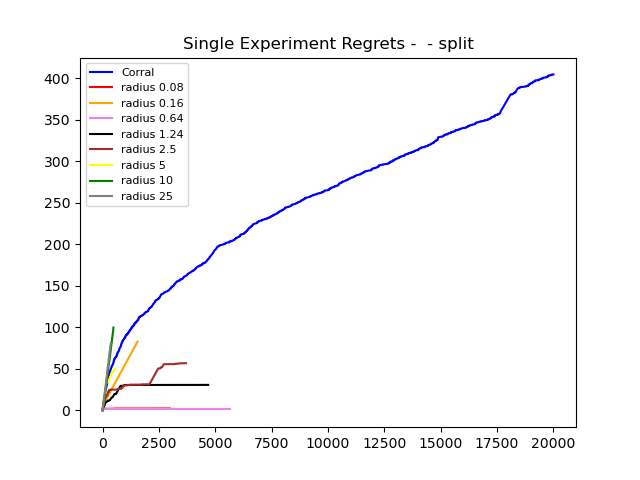 Single Experiment Regrets -  - split
400
350
300
250
200
150
100
50
0
Corral
radius 0.08
radius 0.16
radius 0.64
radius 1.24
radius 2.5
radius 5
radius 10
radius 25
0 2500 5000 7500 10000 12500 15000 17500 20000